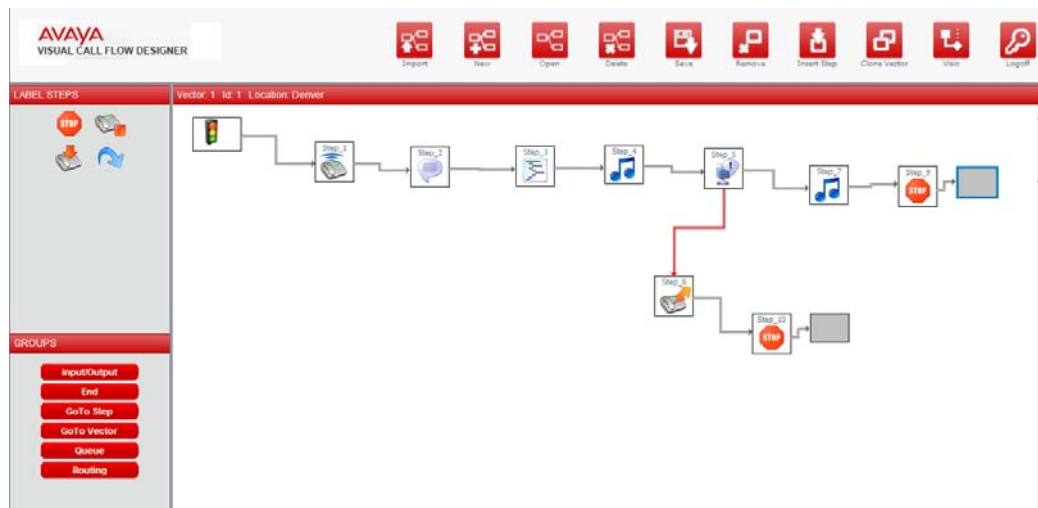 AVAYA
VISUAL CALL FLOW DESIGNER
Import
New
Open
Delete
Save
Remove
Insert Step
Clone Vector
Visio
Logoff
LABEL STEPS
Vector: 1 Id: 1 Location: Denver
STOP
Step_1
Step_2
Step_3
Step_4
Step_5
Step_7
Step_9
STOP
Step_10
STOP
GROUPS
Input/Output
End
GoTo Step
GoTo Vector
Queue
Routing